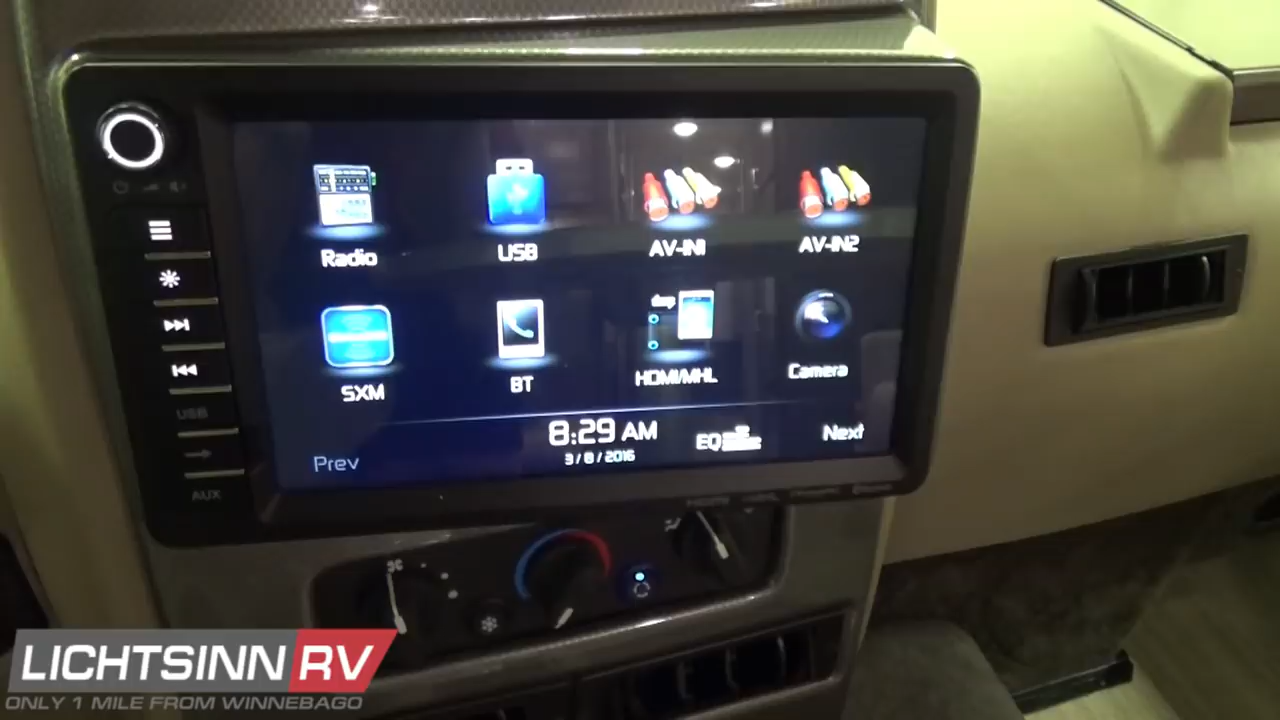 Radio
USB
AV-IN1
AV-IN2
SXM
BT
HDMI/MHL
Camera
8:29 AM
3 / 8 / 2016
EQ
Prev
Next
USB
AUX
LICHTSINN RV
ONLY 1 MILE FROM WINNEBAGO